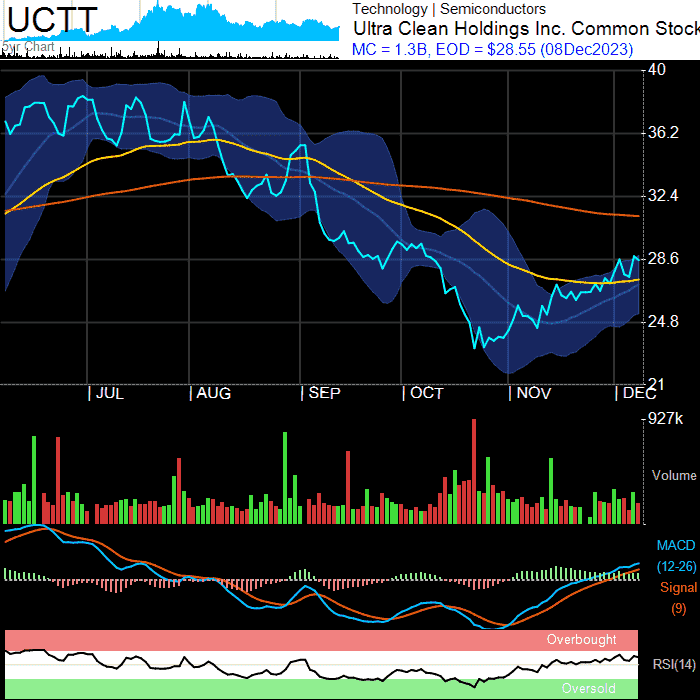 UCTT
5yr Chart
Technology | Semiconductors
Ultra Clean Holdings Inc. Common Stock
MC = 1.3B, EOD = $28.55 (08Dec2023)
40
36.2
32.4
28.6
24.8
21
| JUL | AUG | SEP | OCT | NOV | DEC
927k
Volume
MACD
(12-26)
Signal
(9)
Overbought
RSI(14)
Oversold